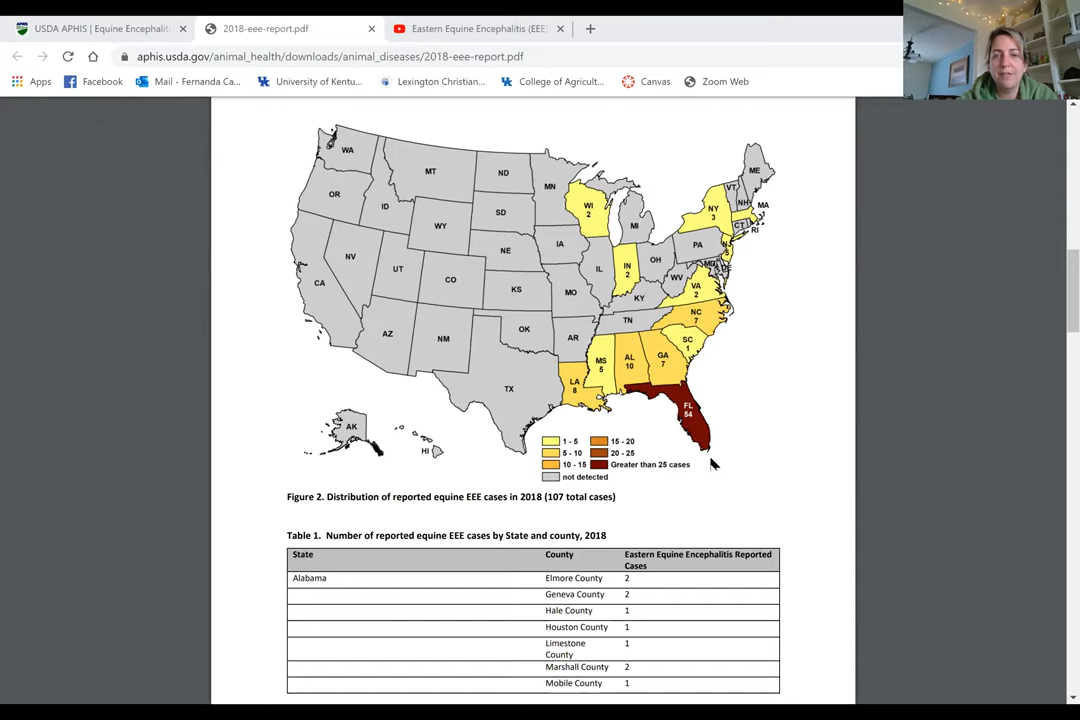 USDA APHIS | Equine Encephalitis
2018-eee-report.pdf
Eastern Equine Encephalitis (EEE)
aphis.usda.gov/animal_health/downloads/animal_diseases/2018-eee-report.pdf
Apps
Facebook
Mail - Fernanda Ca...
University of Kentu...
Lexington Christian...
College of Agricult...
Canvas
Zoom Web
WA
MT
ND
MN
ME
VT
NH
MA
1
OR
ID
SD
WI
2
MI
NY
3
CT
RI
WY
IA
PA
NJ
5
NV
NE
IL
IN
2
OH
MD
DE
UT
CO
WV
VA
2
CA
KS
MO
KY
NC
7
TN
AZ
NM
OK
AR
SC
1
MS
5
AL
10
GA
7
TX
LA
8
FL
54
AK
HI
1 - 5
15 - 20
5 - 10
20 - 25
10 - 15
Greater than 25 cases
not detected
Figure 2. Distribution of reported equine EEE cases in 2018 (107 total cases)
Table 1. Number of reported equine EEE cases by State and county, 2018
State
County
Eastern Equine Encephalitis Reported
Cases
Alabama
Elmore County
2
Geneva County
2
Hale County
1
Houston County
1
Limestone
County
1
Marshall County
2
Mobile County
1